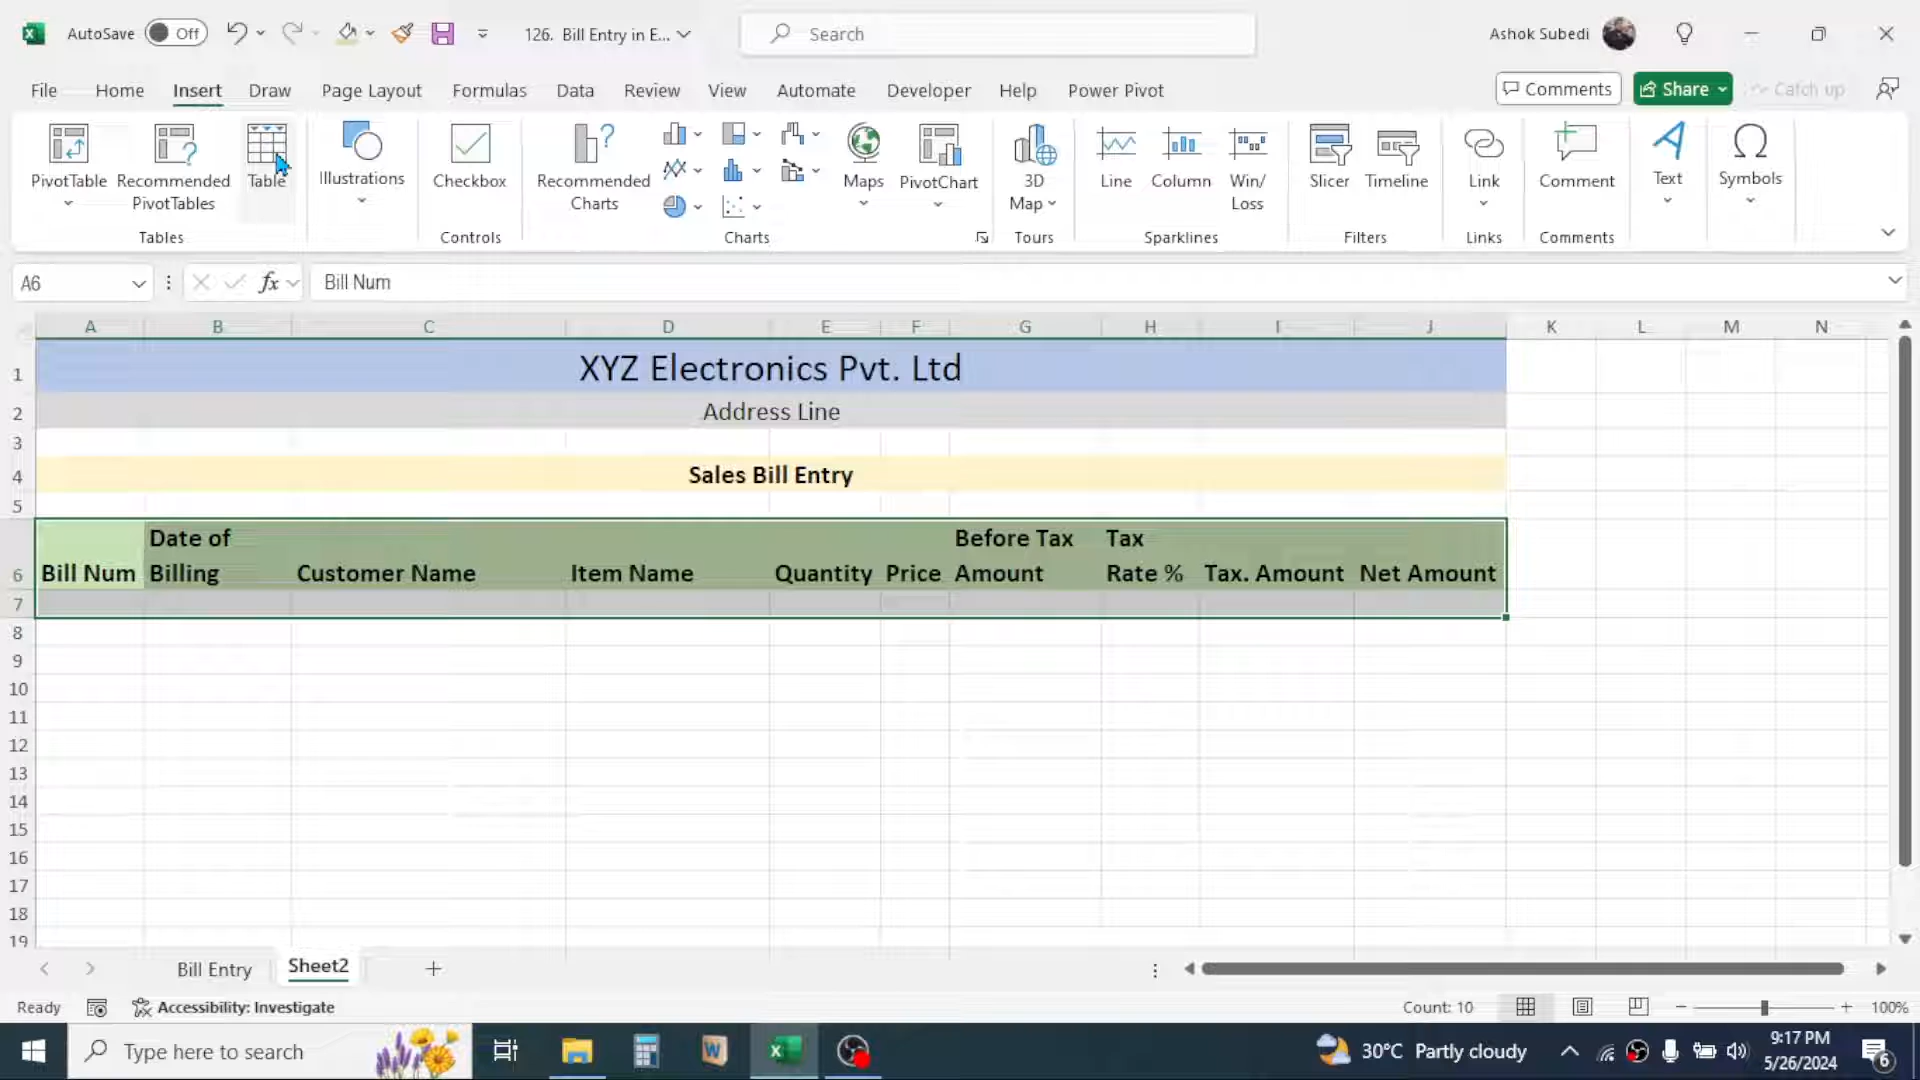 AutoSave Off 126. Bill Entry in E... Search Ashok Subedi
File Home Insert Draw Page Layout Formulas Data Review View Automate Developer Help Power Pivot Comments Share Catch up
PivotTable
Recommended
PivotTables
Table
Tables
Illustrations
Checkbox
Controls
Recommended
Charts
Maps
PivotChart
Charts
3D
Map
Tours
Line
Column
Win/
Loss
Sparklines
Slicer
Timeline
Filters
Link
Links
Comment
Comments
Text
Symbols
A6 fx Bill Num
A B C D E F G H I J K L M N
1 XYZ Electronics Pvt. Ltd
2 Address Line
3
4 Sales Bill Entry
5
Date of Before Tax Tax
6 Bill Num Billing Customer Name Item Name Quantity Price Amount Rate % Tax. Amount Net Amount
7
8
9
10
11
12
13
14
15
16
17
18
19
Bill Entry Sheet2
Ready Accessibility: Investigate Count: 10 100%
Type here to search 30°C Partly cloudy 9:17 PM
5/26/2024
6